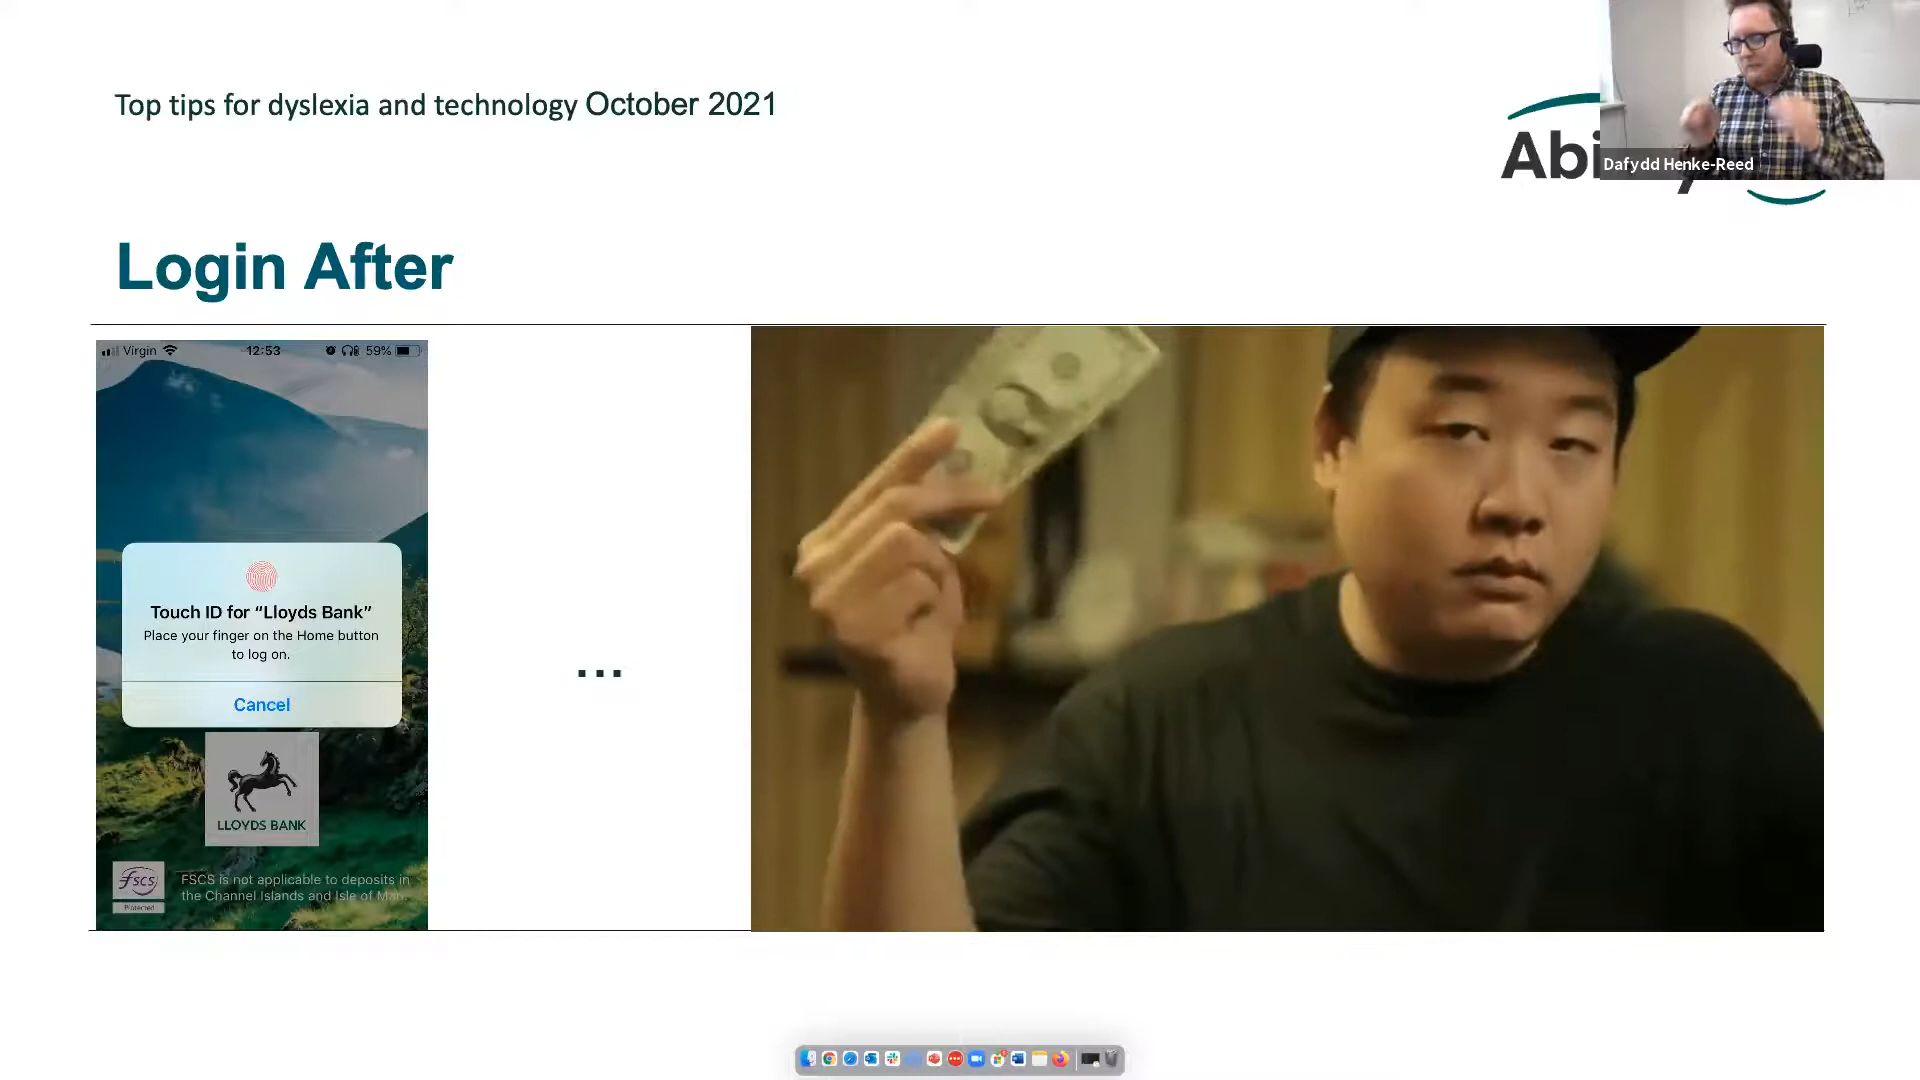 Top tips for dyslexia and technology October 2021
Dafydd Henke-Reed
Login After
Virgin 12:53 59%
Touch ID for “Lloyds Bank”
Place your finger on the Home button
to log on.
Cancel
...
LLOYDS BANK
FSCS
Protected
FSCS is not applicable to deposits in
the Channel Islands and Isle of Man.